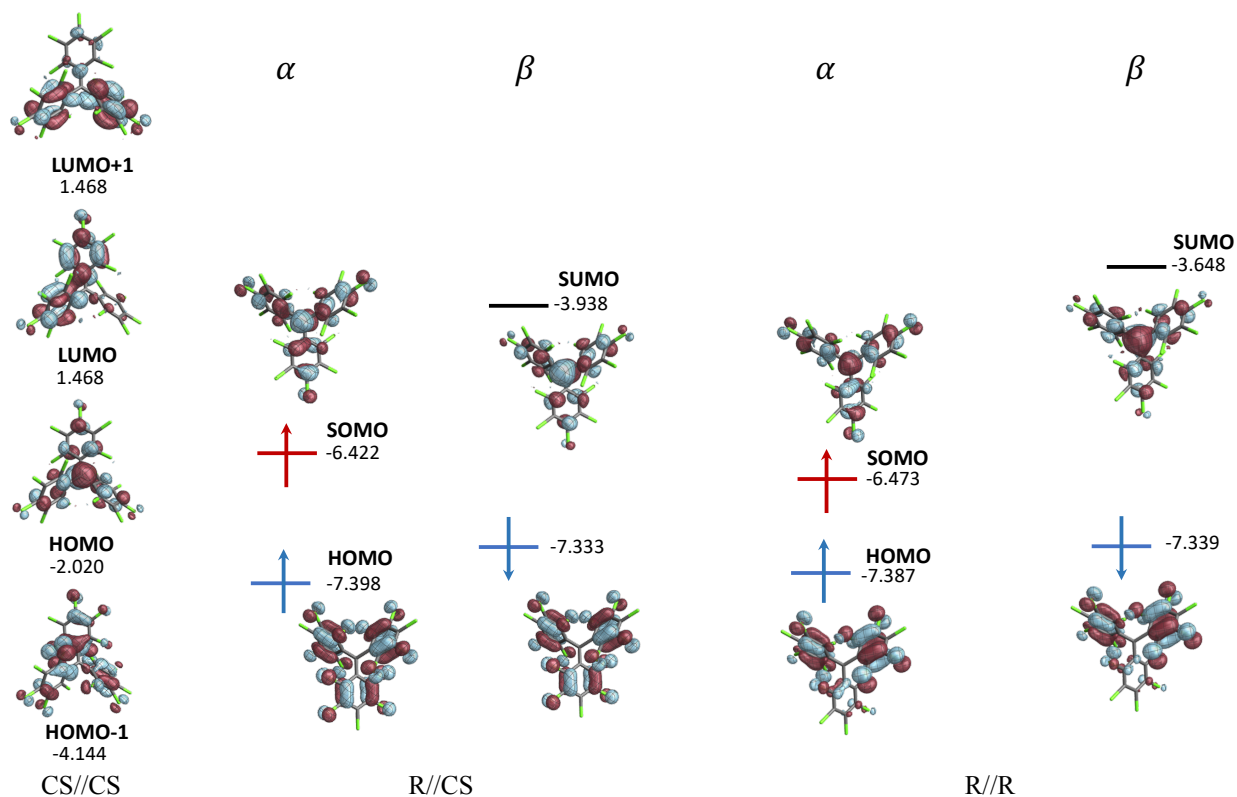 α
β
α
β
LUMO+1
1.468
LUMO
1.468
HOMO
-2.020
HOMO-1
-4.144
CS//CS
SOMO
-6.422
HOMO
-7.398
SUMO
-3.938
-7.333
R//CS
SOMO
-6.473
HOMO
-7.387
SUMO
-3.648
-7.339
R//R